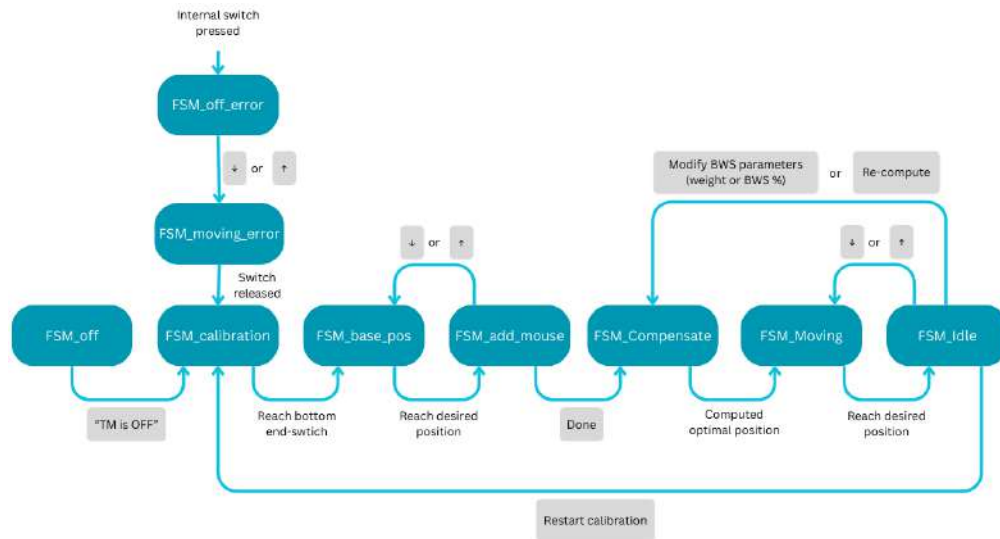 Internal switch
pressed
FSM_off_error
↓ or ↑
Modify BWS parameters
(weight or BWS %)
or
Re-compute
FSM_moving_error
↓ or ↑
↓ or ↑
Switch
released
FSM_off
FSM_calibration
FSM_base_pos
FSM_add_mouse
FSM_Compensate
FSM_Moving
FSM_Idle
"TM is OFF"
Reach bottom
end-swtich
Reach desired
position
Done
Computed
optimal position
Reach desired
position
Restart calibration